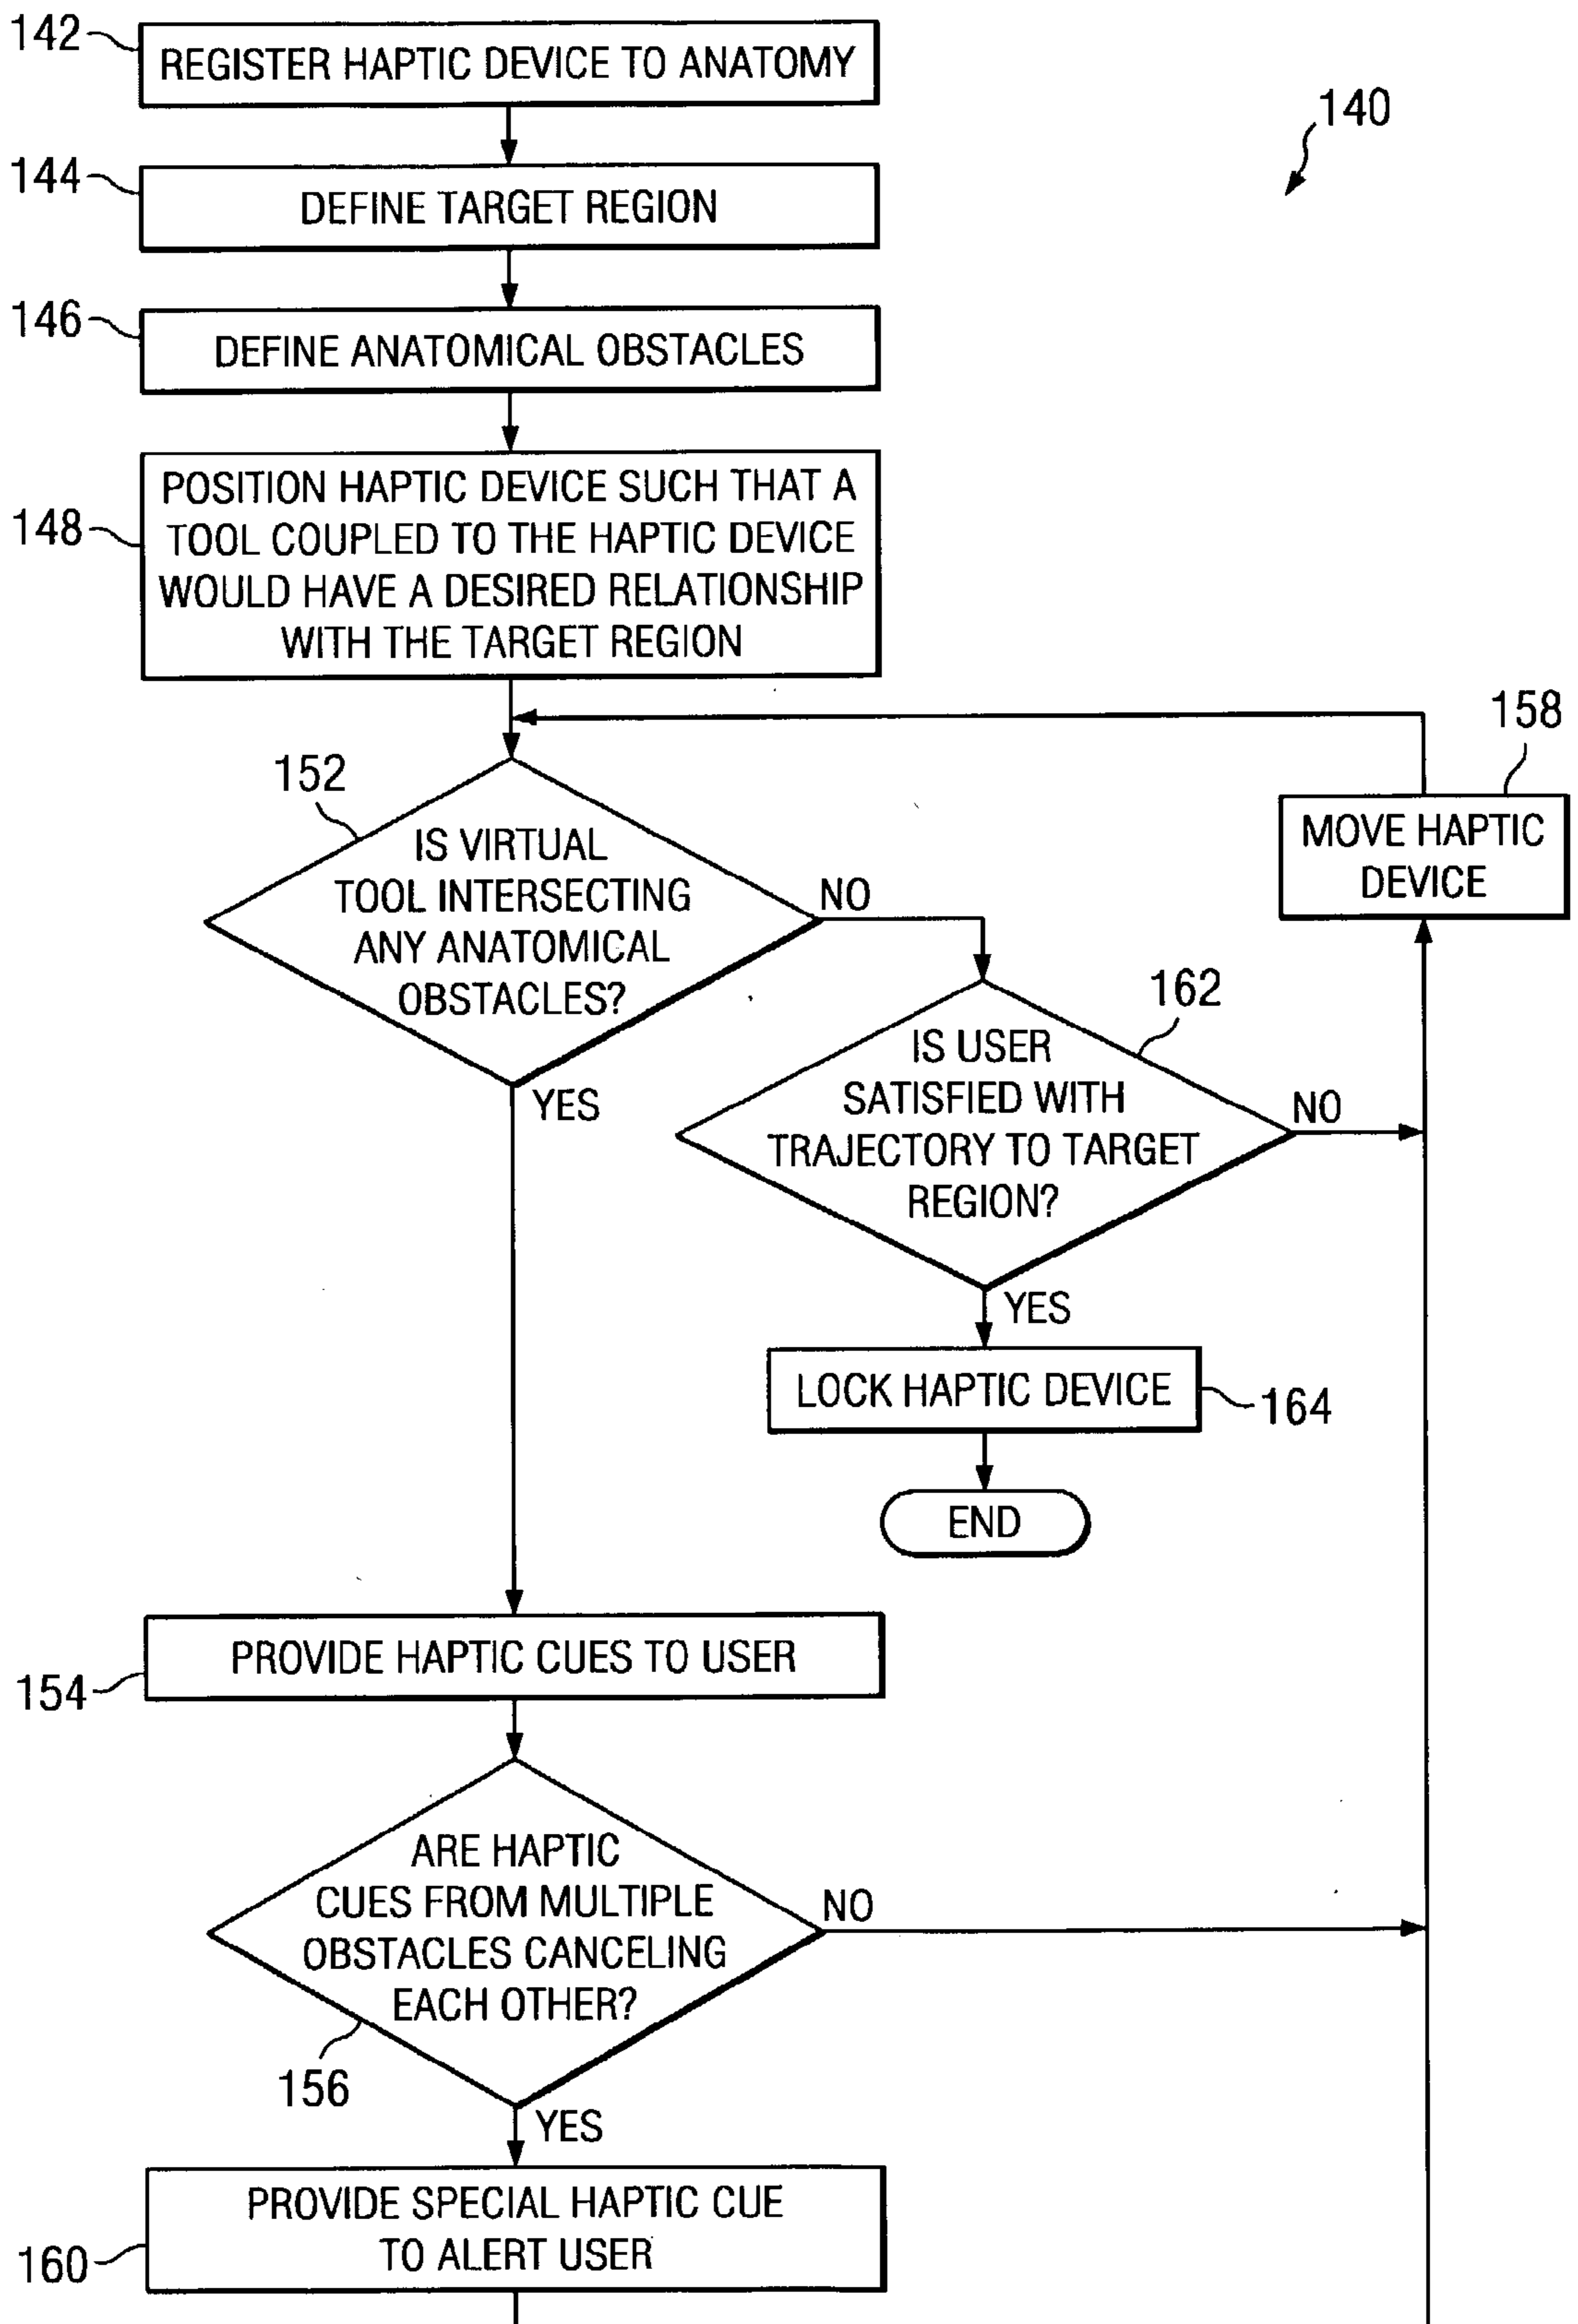 142
REGISTER HAPTIC DEVICE TO ANATOMY
140
144
DEFINE TARGET REGION
146
DEFINE ANATOMICAL OBSTACLES
148
POSITION HAPTIC DEVICE SUCH THAT A
TOOL COUPLED TO THE HAPTIC DEVICE
WOULD HAVE A DESIRED RELATIONSHIP
WITH THE TARGET REGION
158
MOVE HAPTIC
DEVICE
152
IS VIRTUAL
TOOL INTERSECTING
ANY ANATOMICAL
OBSTACLES?
NO
YES
162
IS USER
SATISFIED WITH
TRAJECTORY TO TARGET
REGION?
NO
YES
LOCK HAPTIC DEVICE
164
END
PROVIDE HAPTIC CUES TO USER
154
ARE HAPTIC
CUES FROM MULTIPLE
OBSTACLES CANCELING
EACH OTHER?
NO
156
YES
PROVIDE SPECIAL HAPTIC CUE
TO ALERT USER
160